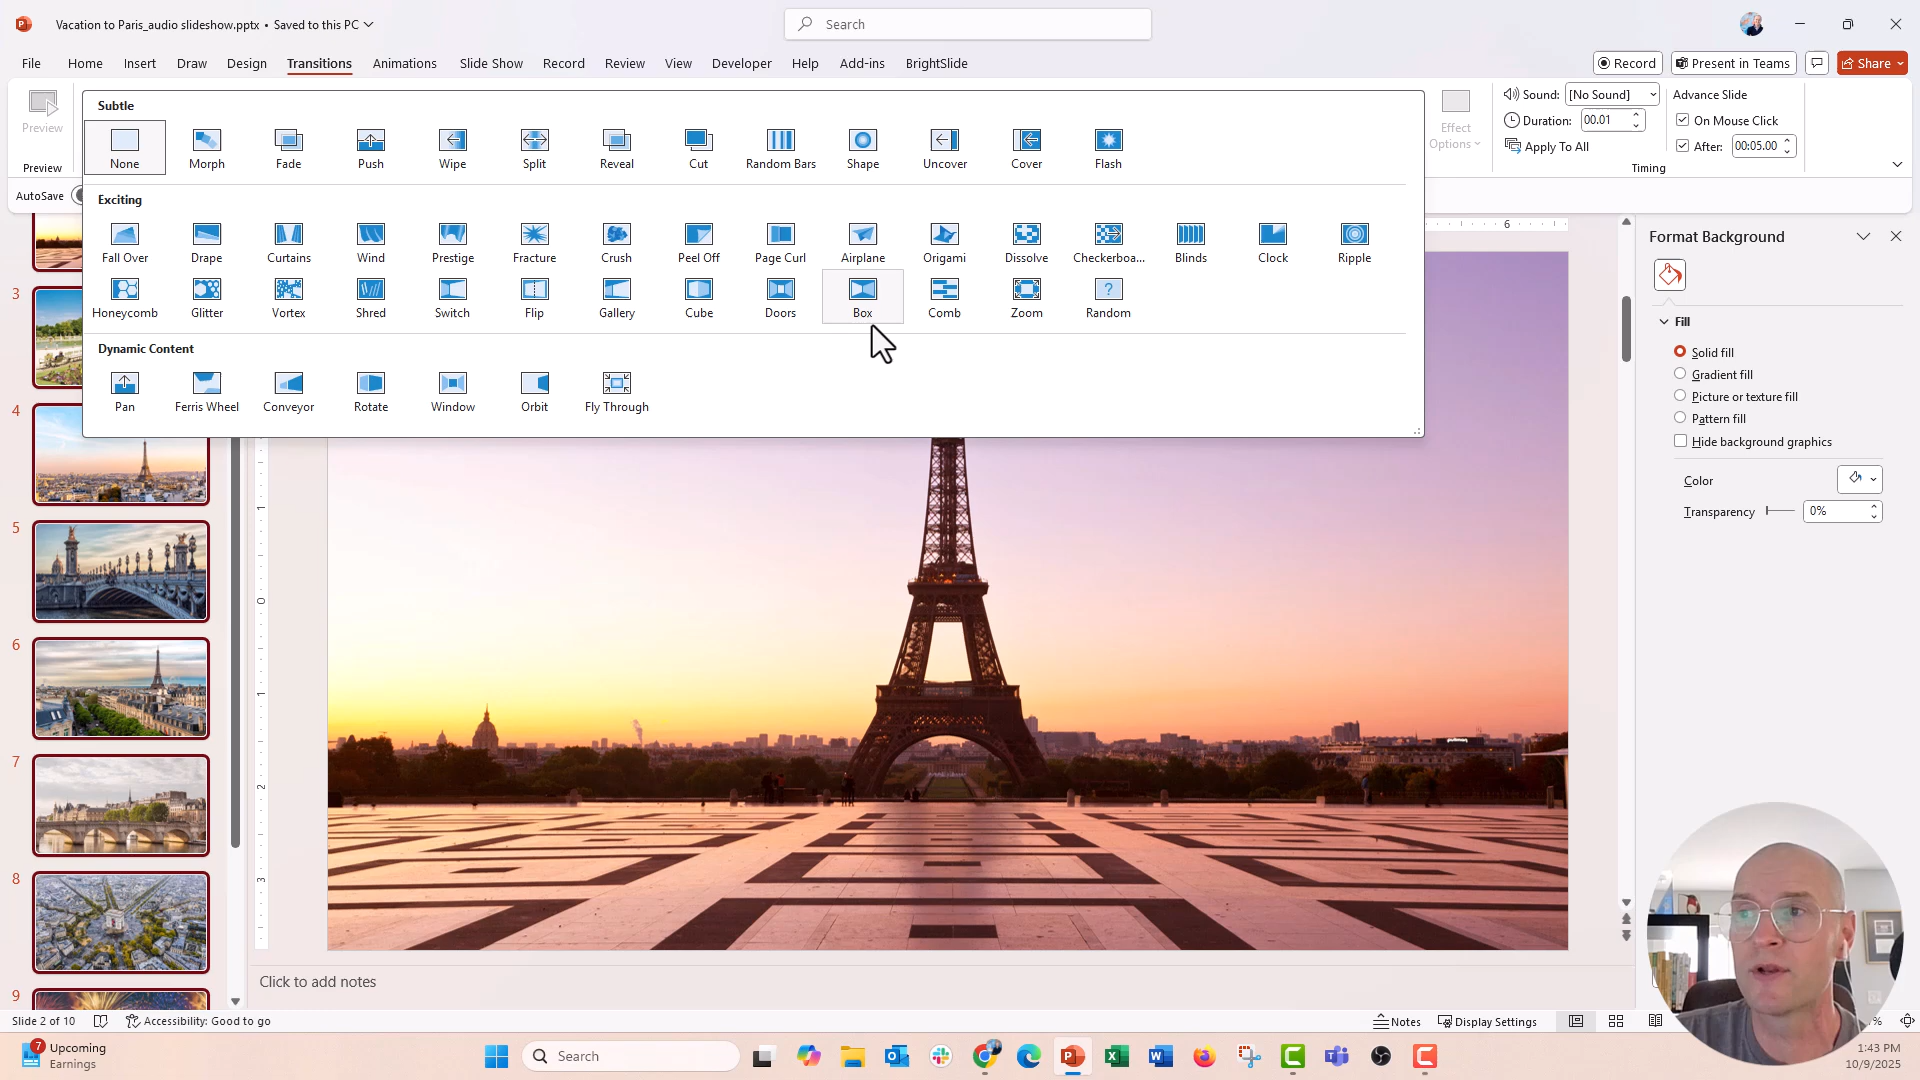 Vacation to Paris_audio slideshow.pptx • Saved to this PC
Search
File Home Insert Draw Design Transitions Animations Slide Show Record Review View Developer Help Add-ins BrightSlide
Record Present in Teams Share
Preview
Preview
AutoSave
Subtle
None Morph Fade Push Wipe Split Reveal Cut Random Bars Shape Uncover Cover Flash
Exciting
Fall Over Drape Curtains Wind Prestige Fracture Crush Peel Off Page Curl Airplane Origami Dissolve Checkerboa... Blinds Clock Ripple
Honeycomb Glitter Vortex Shred Switch Flip Gallery Cube Doors Box Comb Zoom Random
Dynamic Content
Pan Ferris Wheel Conveyor Rotate Window Orbit Fly Through
Effect
Options
Sound: [No Sound]
Duration: 00.01
Apply To All
Advance Slide
On Mouse Click
After: 00:05.00
Timing
6
1
0
1
2
3
3
4
5
6
7
8
9
Format Background
Fill
Solid fill
Gradient fill
Picture or texture fill
Pattern fill
Hide background graphics
Color
Transparency 0%
Click to add notes
Slide 2 of 10 Accessibility: Good to go
Notes Display Settings
7
Upcoming
Earnings
Search
1:43 PM
10/9/2025